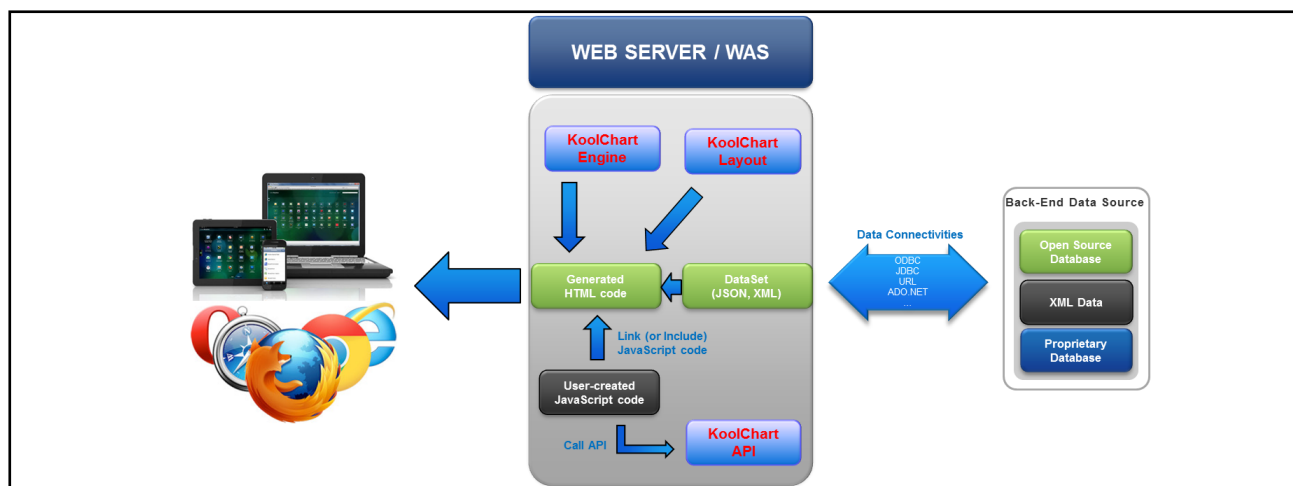 WEB SERVER / WAS
KoolChart
Engine
KoolChart
Layout
Generated
HTML code
DataSet
(JSON, XML)
Link (or Include)
JavaScript code
User-created
JavaScript code
Call API
KoolChart
API
Data Connectivities
ODBC
JDBC
URL
ADO.NET
...
Back-End Data Source
Open Source
Database
XML Data
Proprietary
Database